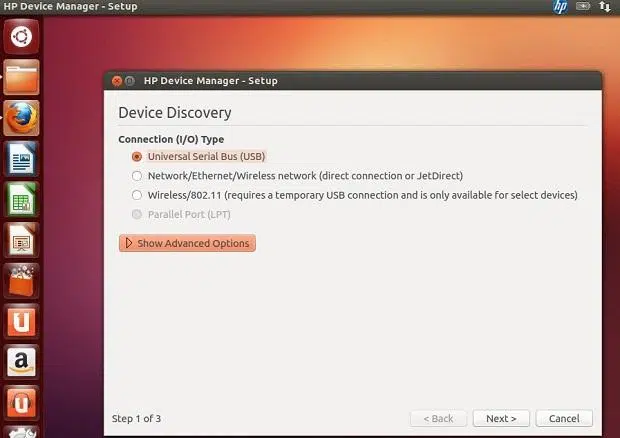 HP Device Manager - Setup
hp
HP Device Manager - Setup
Device Discovery
Connection (I/O) Type
Universal Serial Bus (USB)
Network/Ethernet/Wireless network (direct connection or JetDirect)
Wireless/802.11 (requires a temporary USB connection and is only available for select devices)
Parallel Port (LPT)
Show Advanced Options
Step 1 of 3
< Back
Next >
Cancel